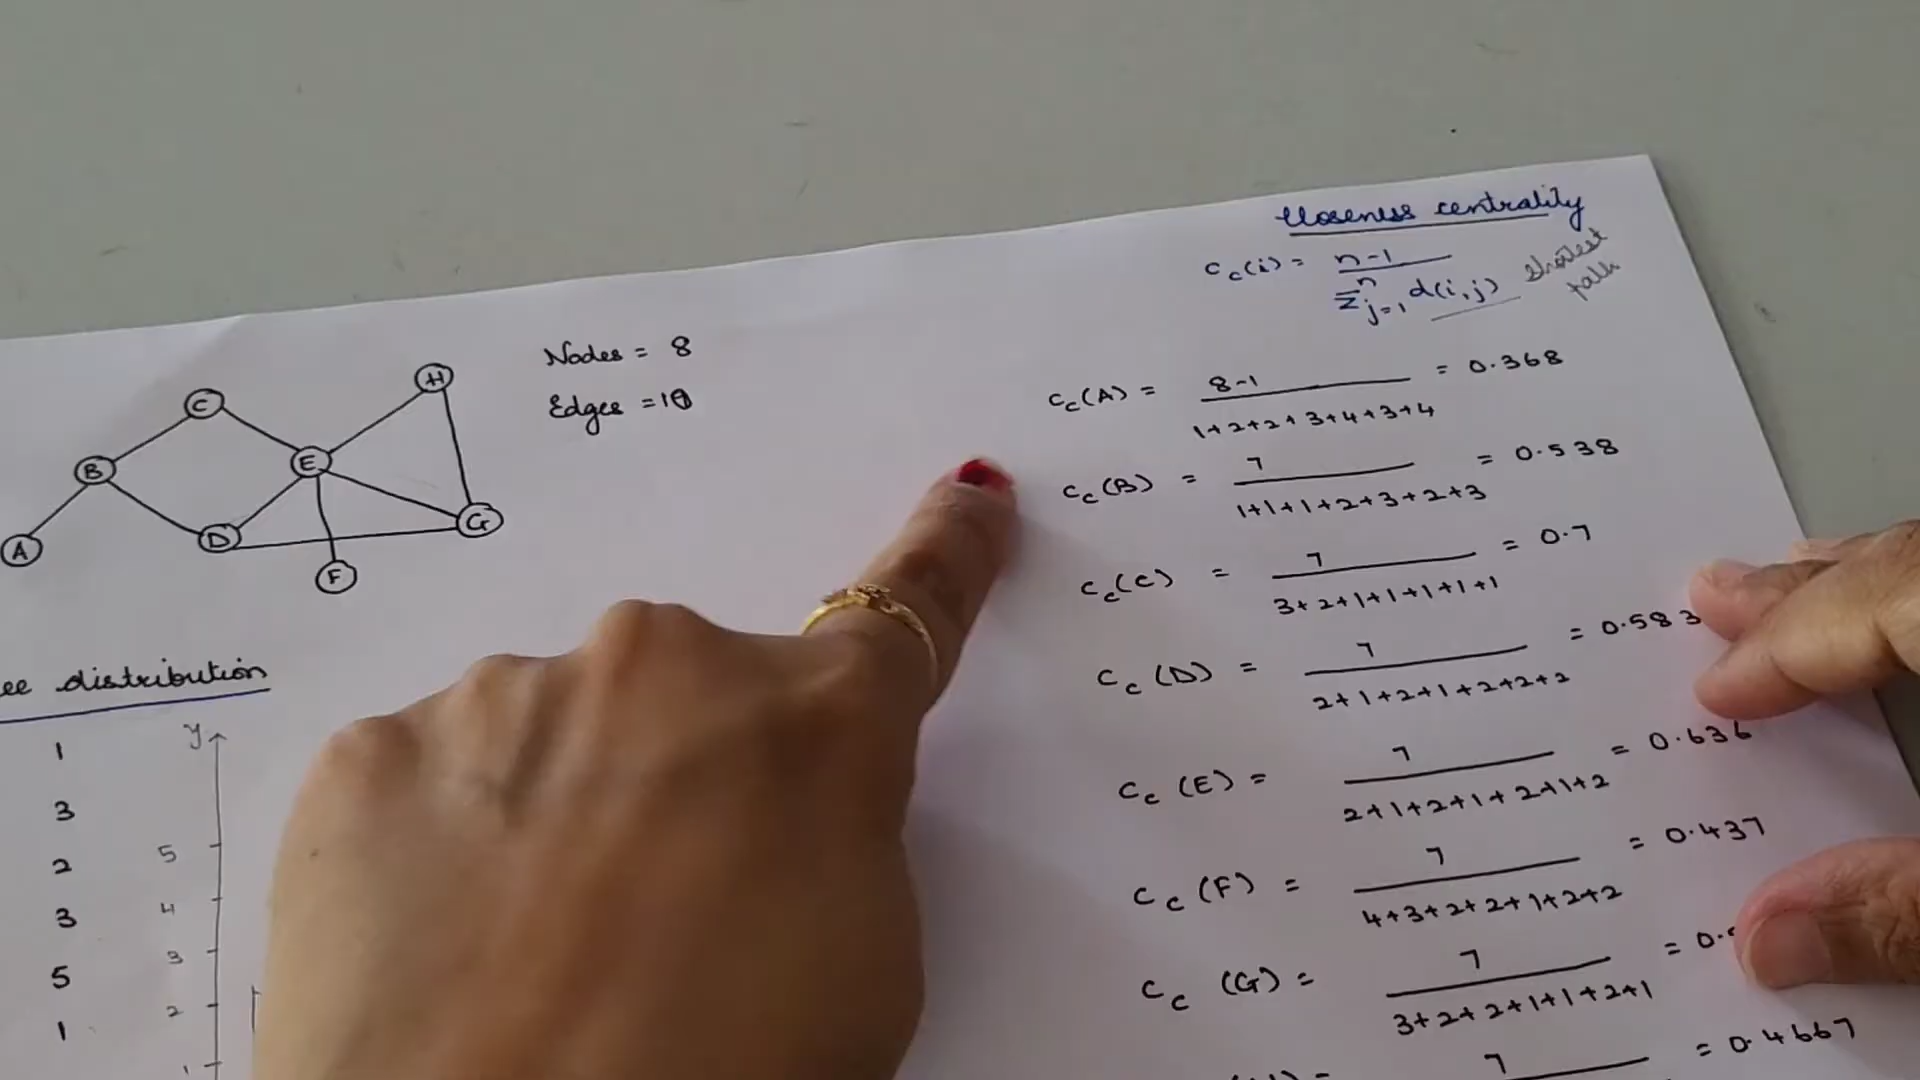 Closeness centrality
Cc(i) = n-1 / Σⁿj=1 d(i,j) shortest path
Nodes = 8
Edges = 10
A
B
C
D
E
F
G
H
Cc(A) = 8-1 / 1+2+2+3+4+3+4 = 0.368
Cc(B) = 7 / 1+1+1+2+3+2+3 = 0.538
Cc(C) = 7 / 3+2+1+1+1+1+1 = 0.7
Cc(D) = 7 / 2+1+2+1+2+2+2 = 0.583
Cc(E) = 7 / 2+1+2+1+2+1+2 = 0.636
Cc(F) = 7 / 4+3+2+2+1+2+2 = 0.437
Cc(G) = 7 / 3+2+2+1+1+2+1 = 0.
7 = 0.4667
ee distribution
1
3
2
3
5
1
y
5
4
3
2
1